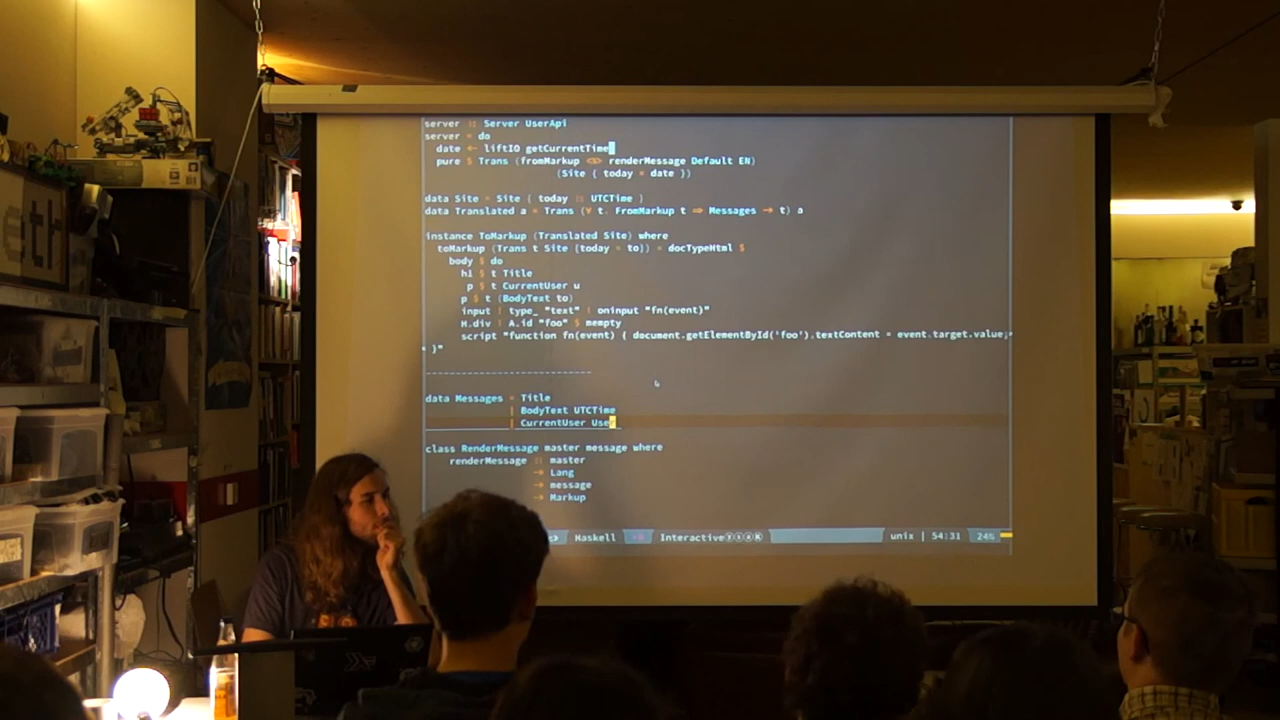 server :: Server UserApi
server = do
date ← liftIO getCurrentTime
pure $ Trans (fromMarkup <$> renderMessage Default EN)
(Site { today = date })
data Site = Site { today :: UTCTime }
data Translated a = Trans (∀ t. FromMarkup t ⇒ Messages → t) a
instance ToMarkup (Translated Site) where
toMarkup (Trans t Site {today = to}) = docTypeHtml $
body $ do
h1 $ t Title
p $ t CurrentUser u
p $ t (BodyText to)
input ! type_ "text" ! oninput "fn(event)"
H.div ! A.id "foo" $ mempty
script "function fn(event) { document.getElementById('foo').textContent = event.target.value;
}"
------------------------------
data Messages = Title
| BodyText UTCTime
| CurrentUser User
class RenderMessage master message where
renderMessage :: master
→ Lang
→ message
→ Markup
Haskell Interactive unix | 54:31 24%